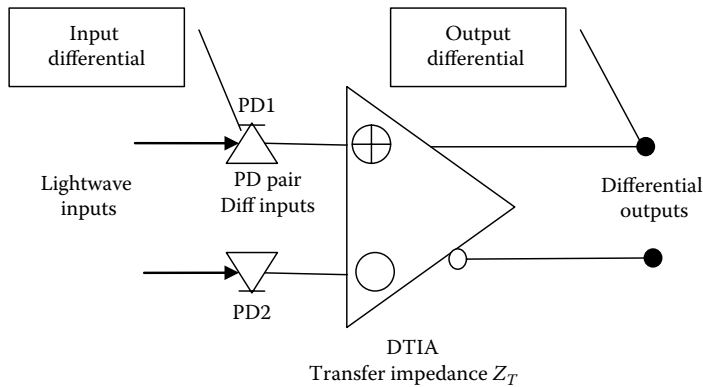 Input
differential
Output
differential
PD1
PD pair
Diff inputs
Lightwave
inputs
Differential
outputs
PD2
DTIA
Transfer impedance Z_T